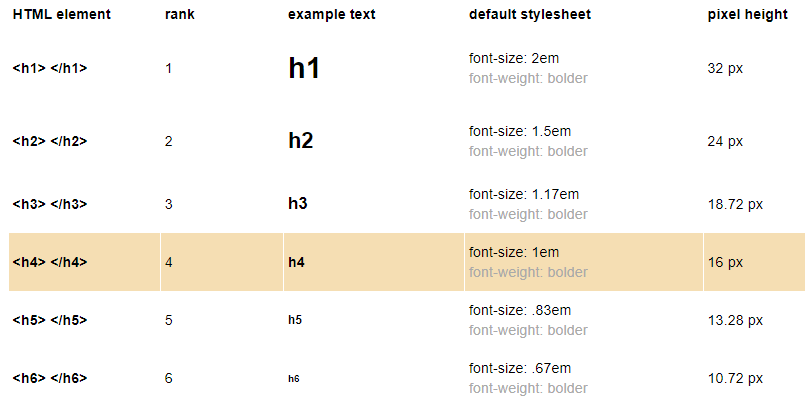 HTML element rank example text default stylesheet pixel height
<h1> </h1> 1 h1 font-size: 2em 32 px
font-weight: bolder
<h2> </h2> 2 h2 font-size: 1.5em 24 px
font-weight: bolder
<h3> </h3> 3 h3 font-size: 1.17em 18.72 px
font-weight: bolder
<h4> </h4> 4 h4 font-size: 1em 16 px
font-weight: bolder
<h5> </h5> 5 h5 font-size: .83em 13.28 px
font-weight: bolder
<h6> </h6> 6 h6 font-size: .67em 10.72 px
font-weight: bolder